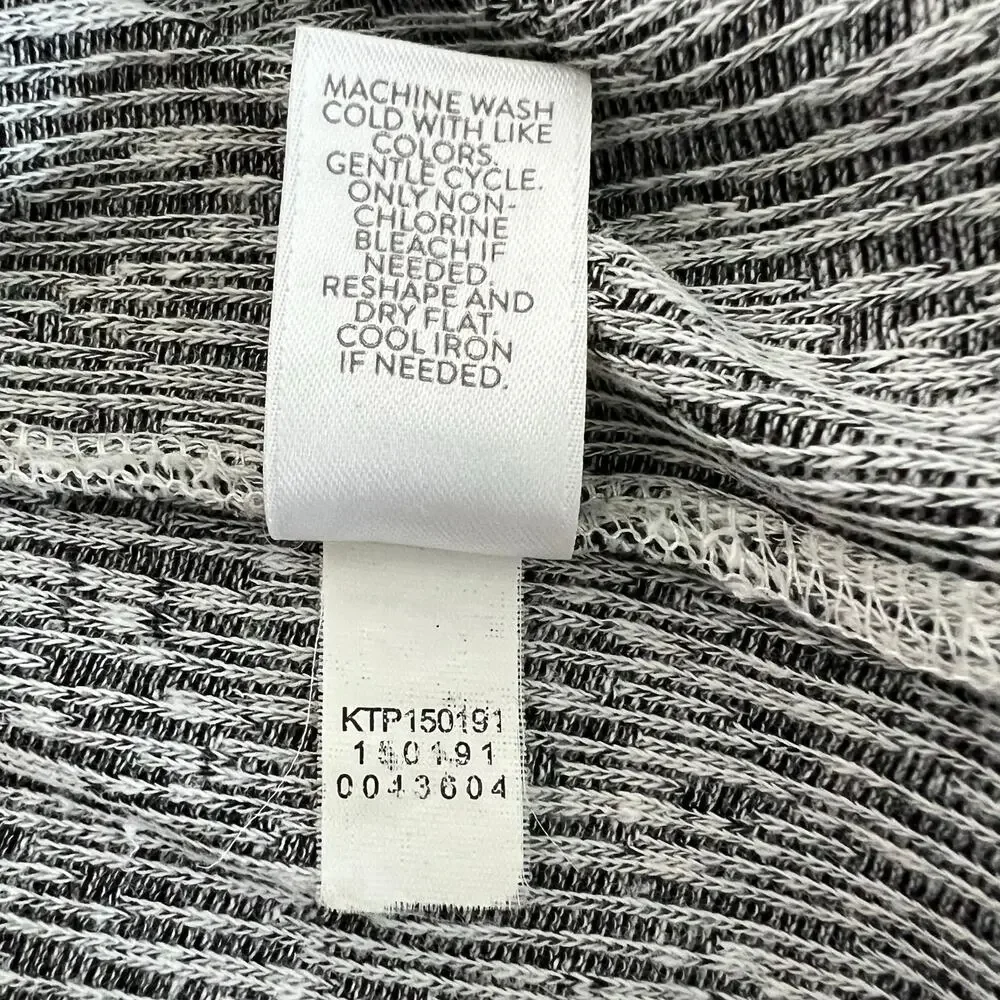 MACHINE WASH
COLD WITH LIKE
COLORS.
GENTLE CYCLE.
ONLY NON-
CHLORINE
BLEACH IF
NEEDED.
RESHAPE AND
DRY FLAT.
COOL IRON
IF NEEDED.
KTP150191
150191
0043604